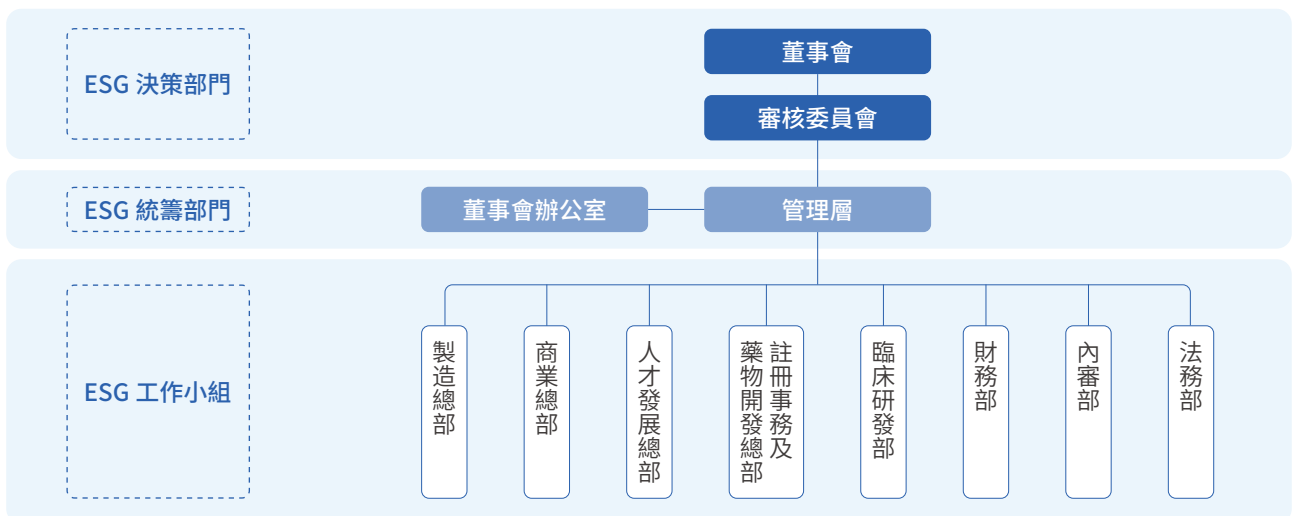 ESG 決策部門
董事會
審核委員會
ESG 統籌部門
董事會辦公室
管理層
ESG 工作小組
製造總部
商業總部
人才發展總部
註冊事務及
藥物開發總部
臨床研發部
財務部
內審部
法務部